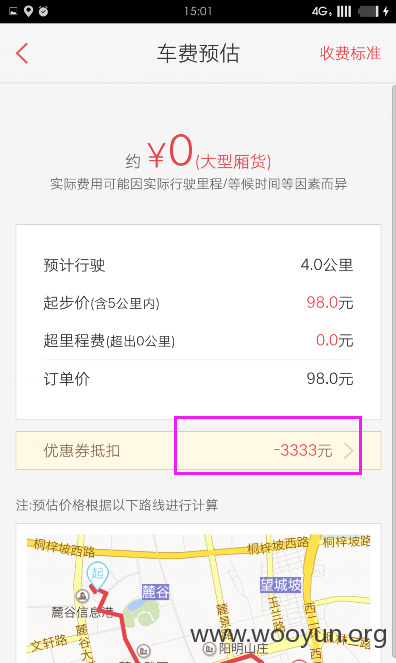 15:01 4G
车费预估 收费标准
约 ¥0(大型厢货)
实际费用可能因实际行驶里程/等候时间等因素而异
预计行驶 4.0公里
起步价(含5公里内) 98.0元
超里程费(超出0公里) 0.0元
订单价 98.0元
优惠券抵扣 -3333元
注:预估价格根据以下路线进行计算
桐梓坡西路 桐梓坡路 桐梓坡路
起
麓谷 望城坡
麓谷信息港
文轩路 阳明山庄
www.wooyun.org